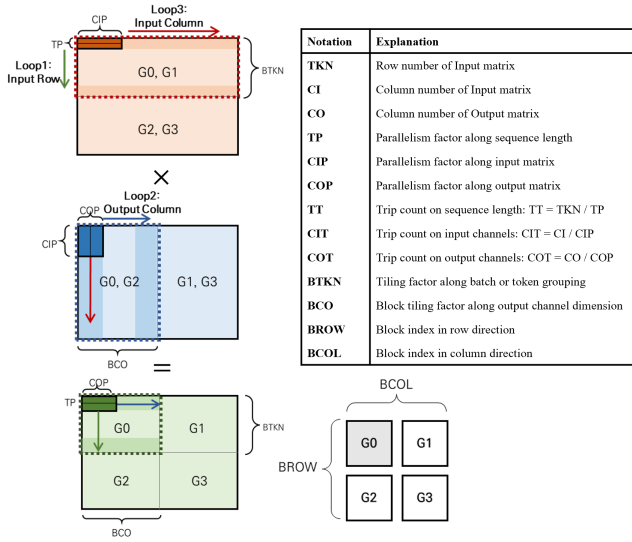 CIP
Loop3:
Input Column
TP
Loop1:
Input Row
G0, G1
BTKN
G2, G3
×
Loop2:
COP
Output Column
CIP
G0, G2
G1, G3
BCO
=
COP
TP
G0
G1
BTKN
G2
G3
BCO
Notation Explanation
TKN Row number of Input matrix
CI Column number of Input matrix
CO Column number of Output matrix
TP Parallelism factor along sequence length
CIP Parallelism factor along input matrix
COP Parallelism factor along output matrix
TT Trip count on sequence length: TT = TKN / TP
CIT Trip count on input channels: CIT = CI / CIP
COT Trip count on output channels: COT = CO / COP
BTKN Tiling factor along batch or token grouping
BCO Block tiling factor along output channel dimension
BROW Block index in row direction
BCOL Block index in column direction
BCOL
BROW
G0 G1
G2 G3